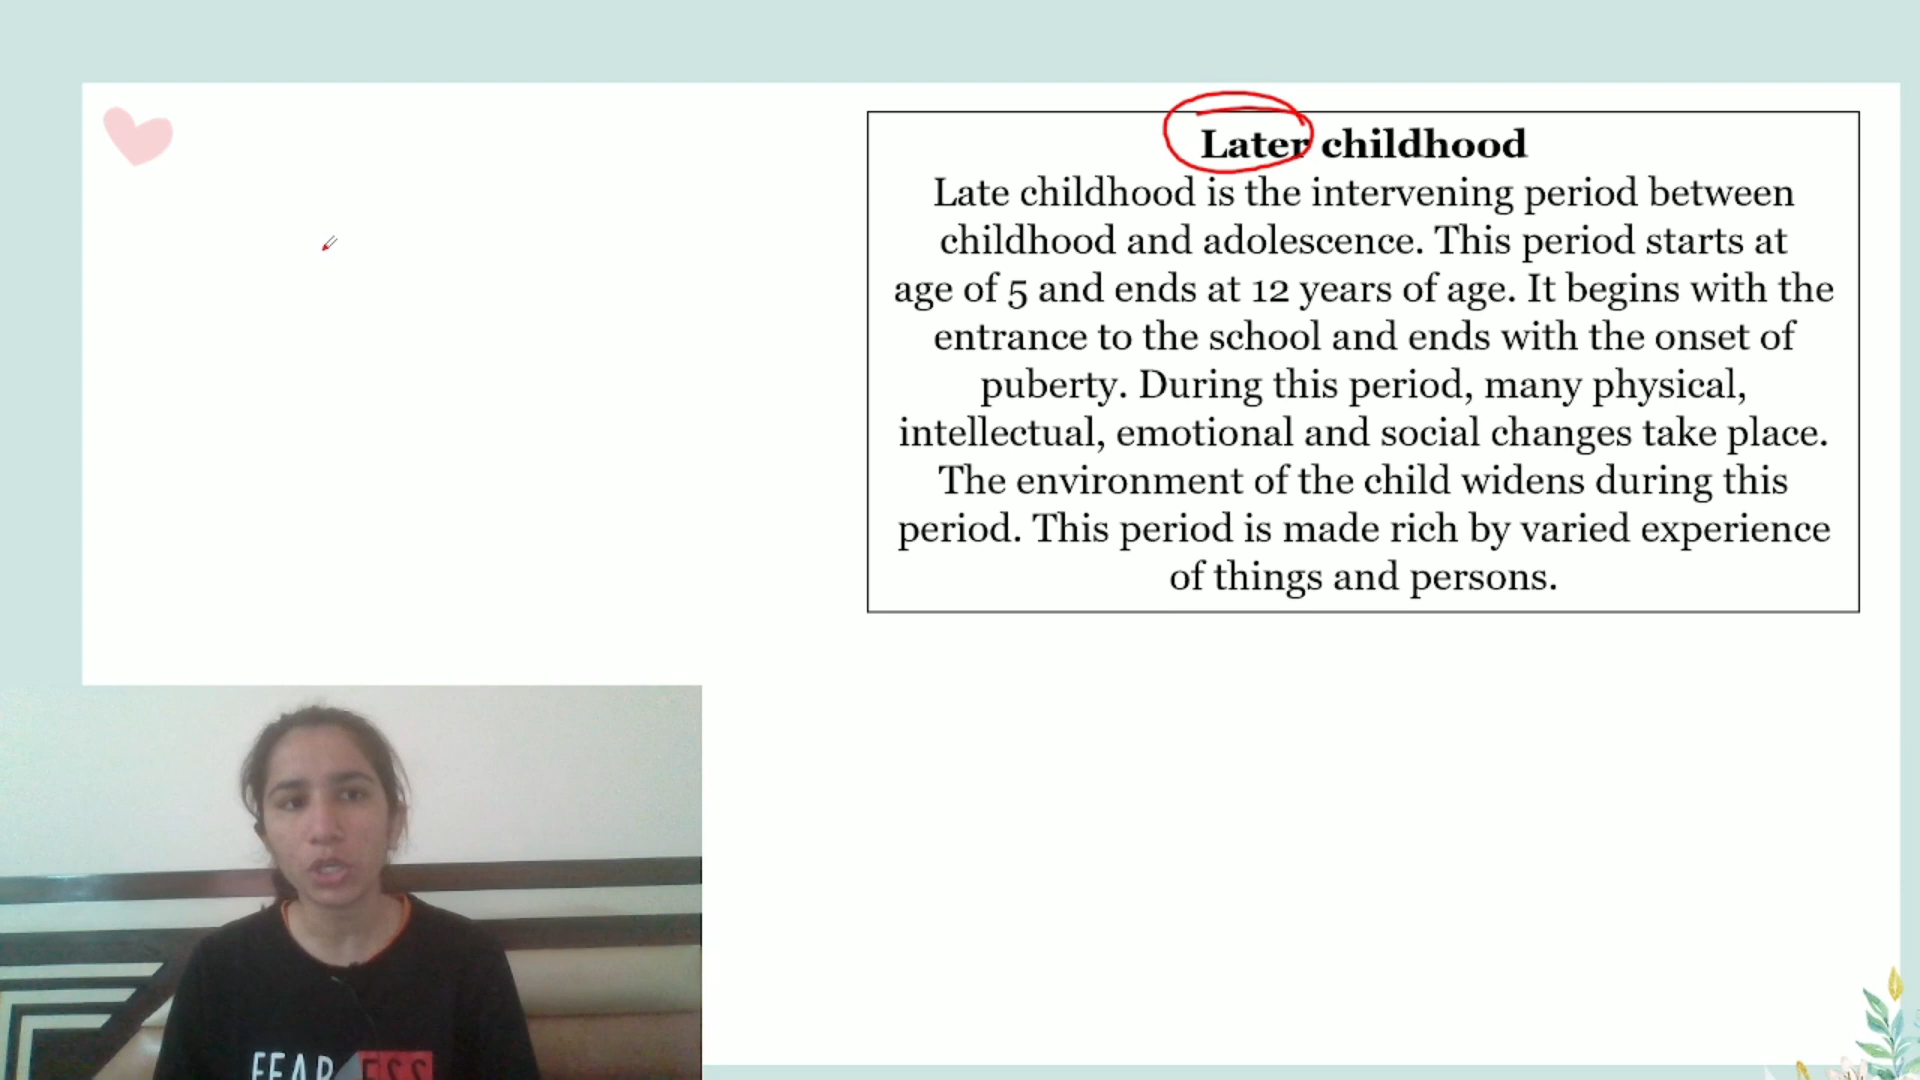 Later childhood
Late childhood is the intervening period between
childhood and adolescence. This period starts at
age of 5 and ends at 12 years of age. It begins with the
entrance to the school and ends with the onset of
puberty. During this period, many physical,
intellectual, emotional and social changes take place.
The environment of the child widens during this
period. This period is made rich by varied experience
of things and persons.